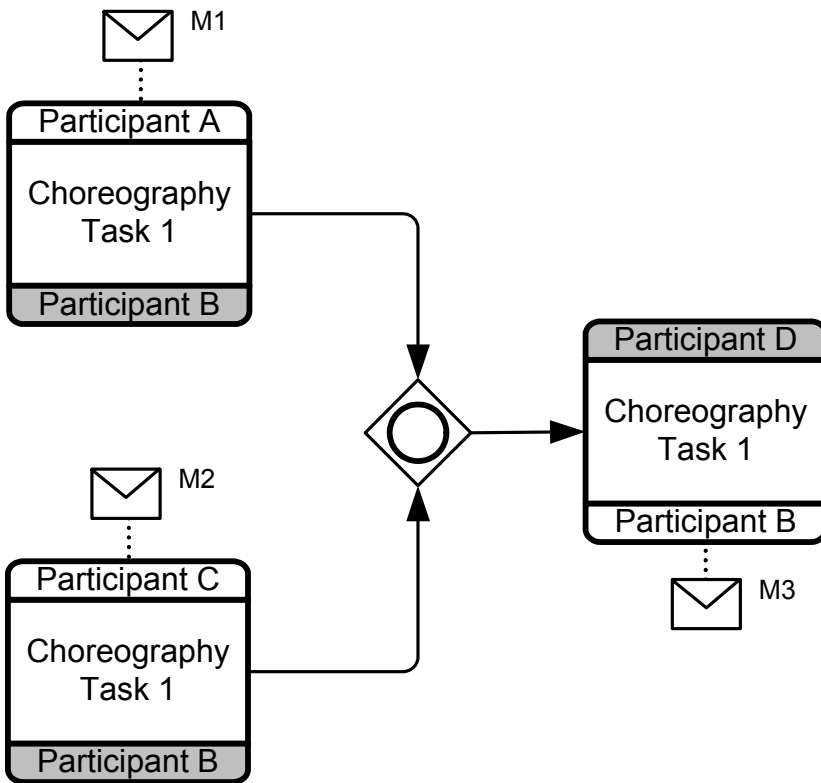 M1
Participant A
Choreography
Task 1
Participant B
Participant D
Choreography
Task 1
Participant B
M3
M2
Participant C
Choreography
Task 1
Participant B